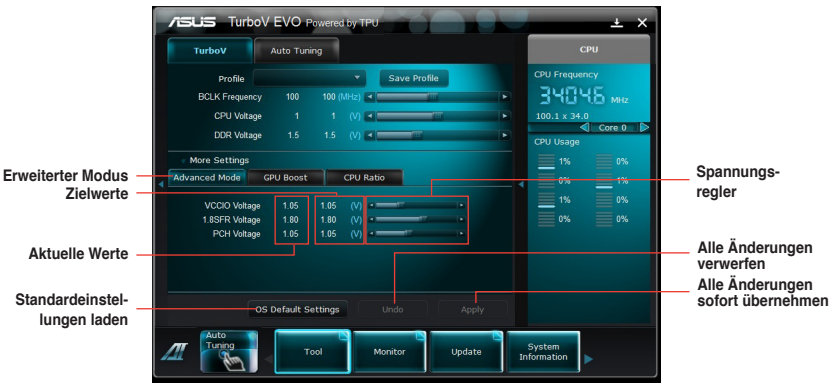 ASUS TurboV EVO Powered by TPU
TurboV Auto Tuning
CPU
Profile Save Profile
BCLK Frequency 100 100 (MHz)
CPU Voltage 1 1 (V)
DDR Voltage 1.5 1.5 (V)
CPU Frequency
3404.6 MHz
100.1 x 34.0
Core 0
CPU Usage
1% 0%
0% 1%
1% 0%
0% 0%
More Settings
Advanced Mode GPU Boost CPU Ratio
VCCIO Voltage 1.05 1.05 (V)
1.8SFR Voltage 1.80 1.80 (V)
PCH Voltage 1.05 1.05 (V)
OS Default Settings Undo Apply
AI
Auto
Tuning
Tool Monitor Update System
Information
Erweiterter Modus
Zielwerte
Aktuelle Werte
Standardeinstel-
lungen laden
Spannungs-
regler
Alle Änderungen
verwerfen
Alle Änderungen
sofort übernehmen